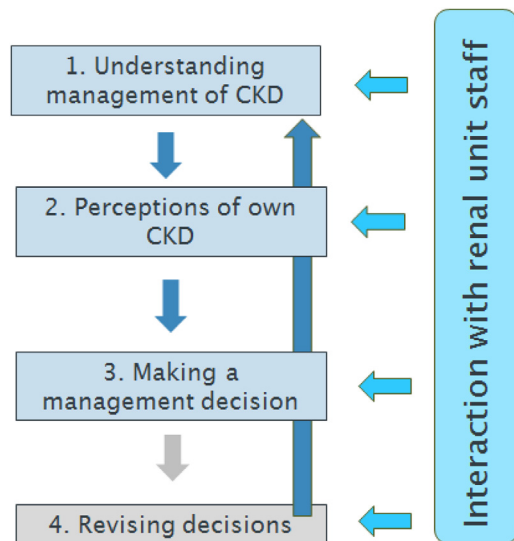 1. Understanding
management of CKD
2. Perceptions of own
CKD
3. Making a
management decision
4. Revising decisions
Interaction with renal unit staff